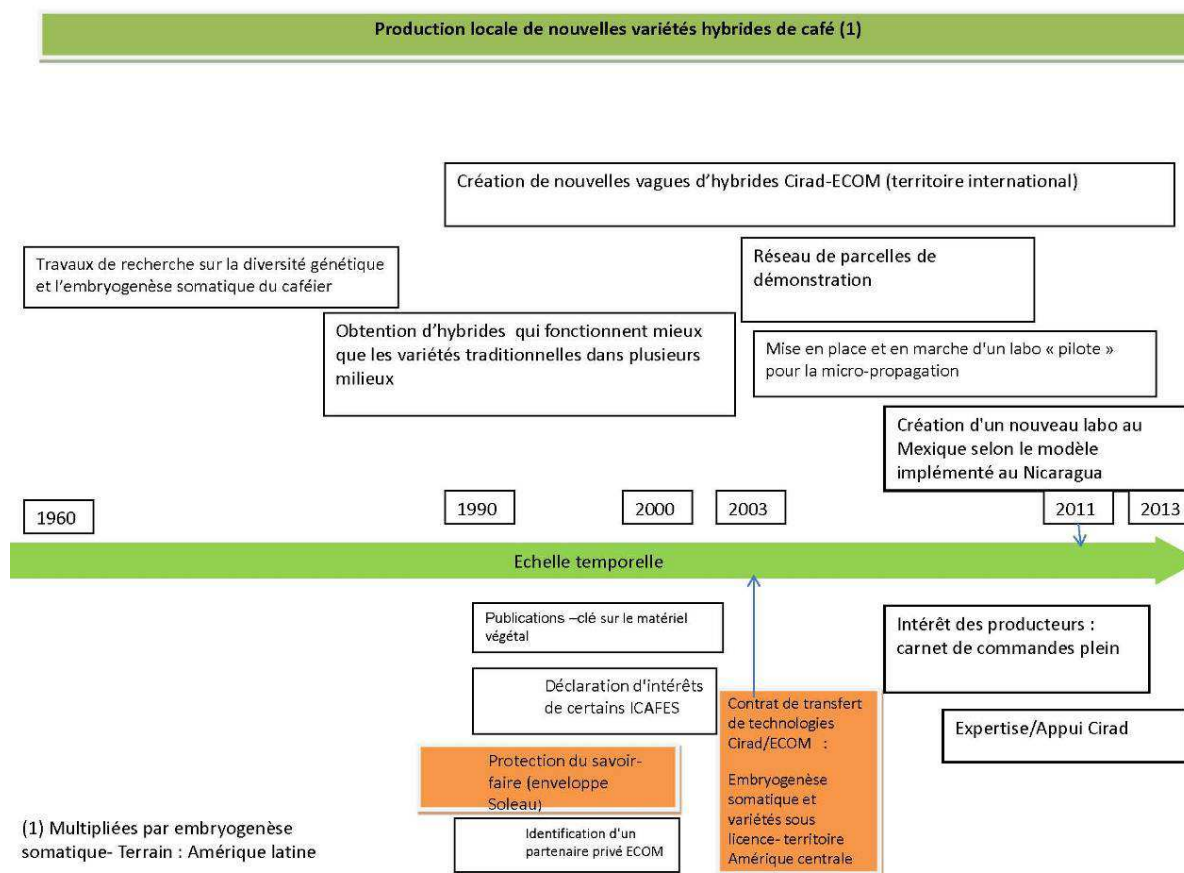 Production locale de nouvelles variétés hybrides de café (1)
Création de nouvelles vagues d’hybrides Cirad-ECOM (territoire international)
Travaux de recherche sur la diversité génétique
et l’embryogenèse somatique du caféier
Réseau de parcelles de
démonstration
Obtention d’hybrides qui fonctionnent mieux
que les variétés traditionnelles dans plusieurs
milieux
Mise en place et en marche d'un labo « pilote »
pour la micro-propagation
Création d'un nouveau labo au
Mexique selon le modèle
implémenté au Nicaragua
1960
1990
2000
2003
2011
2013
Echelle temporelle
Publications –clé sur le matériel
végétal
Déclaration d'intérêts
de certains ICAFES
Protection du savoir-
faire (enveloppe
Soleau)
Identification d'un
partenaire privé ECOM
Contrat de transfert
de technologies
Cirad/ECOM :
Embryogenèse
somatique et
variétés sous
licence- territoire
Amérique centrale
Intérêt des producteurs :
carnet de commandes plein
Expertise/Appui Cirad
(1) Multipliées par embryogenèse
somatique- Terrain : Amérique latine